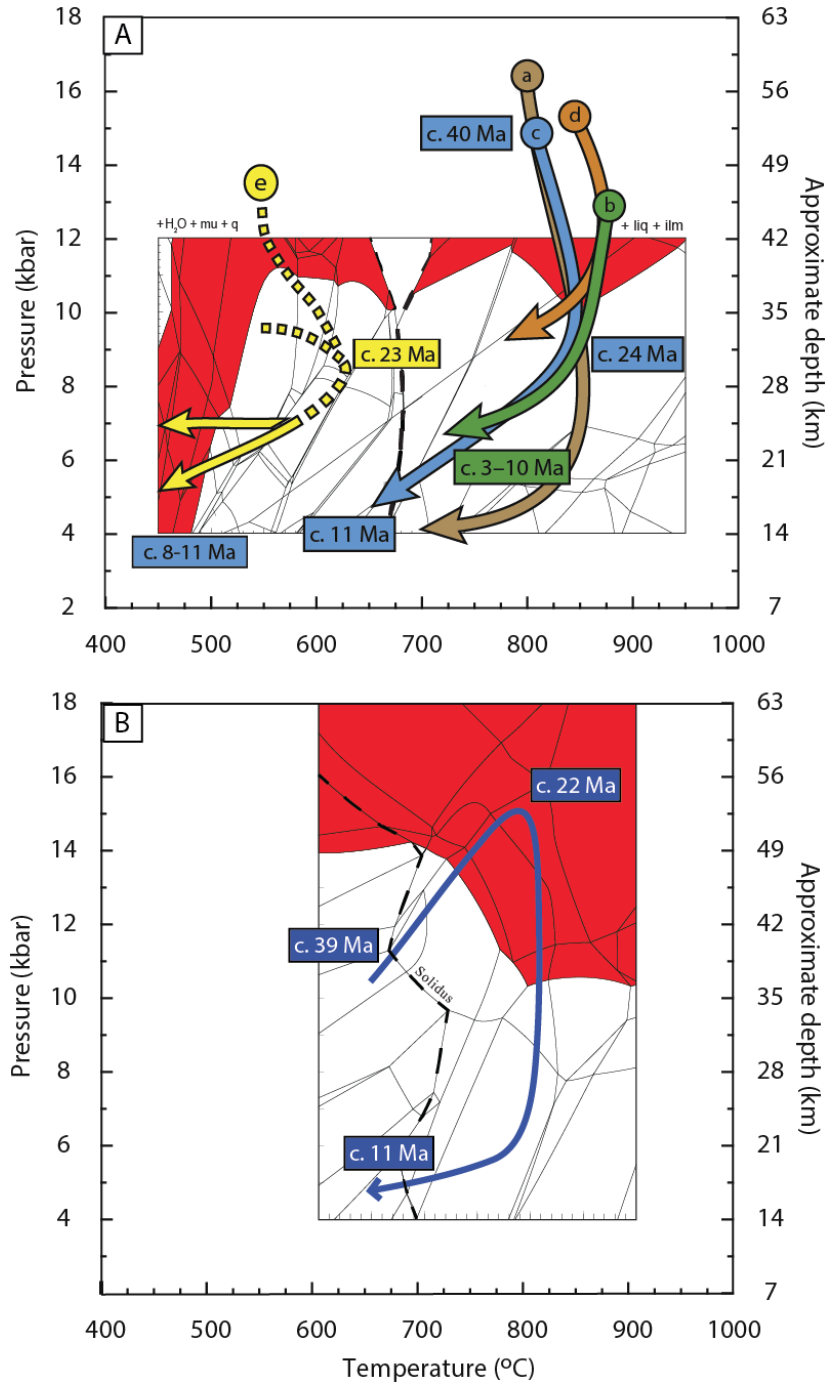 A
18
16
14
12
10
8
6
4
2
Pressure (kbar)
63
56
49
42
35
28
21
14
7
Approximate depth (km)
a
d
c. 40 Ma
c
e
b
+H2O + mu + q
+ liq + ilm
c. 23 Ma
c. 24 Ma
c. 3–10 Ma
c. 11 Ma
c. 8-11 Ma
400 500 600 700 800 900 1000
B
18
16
14
12
10
8
6
4
2
Pressure (kbar)
63
56
49
42
35
28
21
14
7
Approximate depth (km)
c. 22 Ma
c. 39 Ma
Solidus
c. 11 Ma
400 500 600 700 800 900 1000
Temperature (ºC)